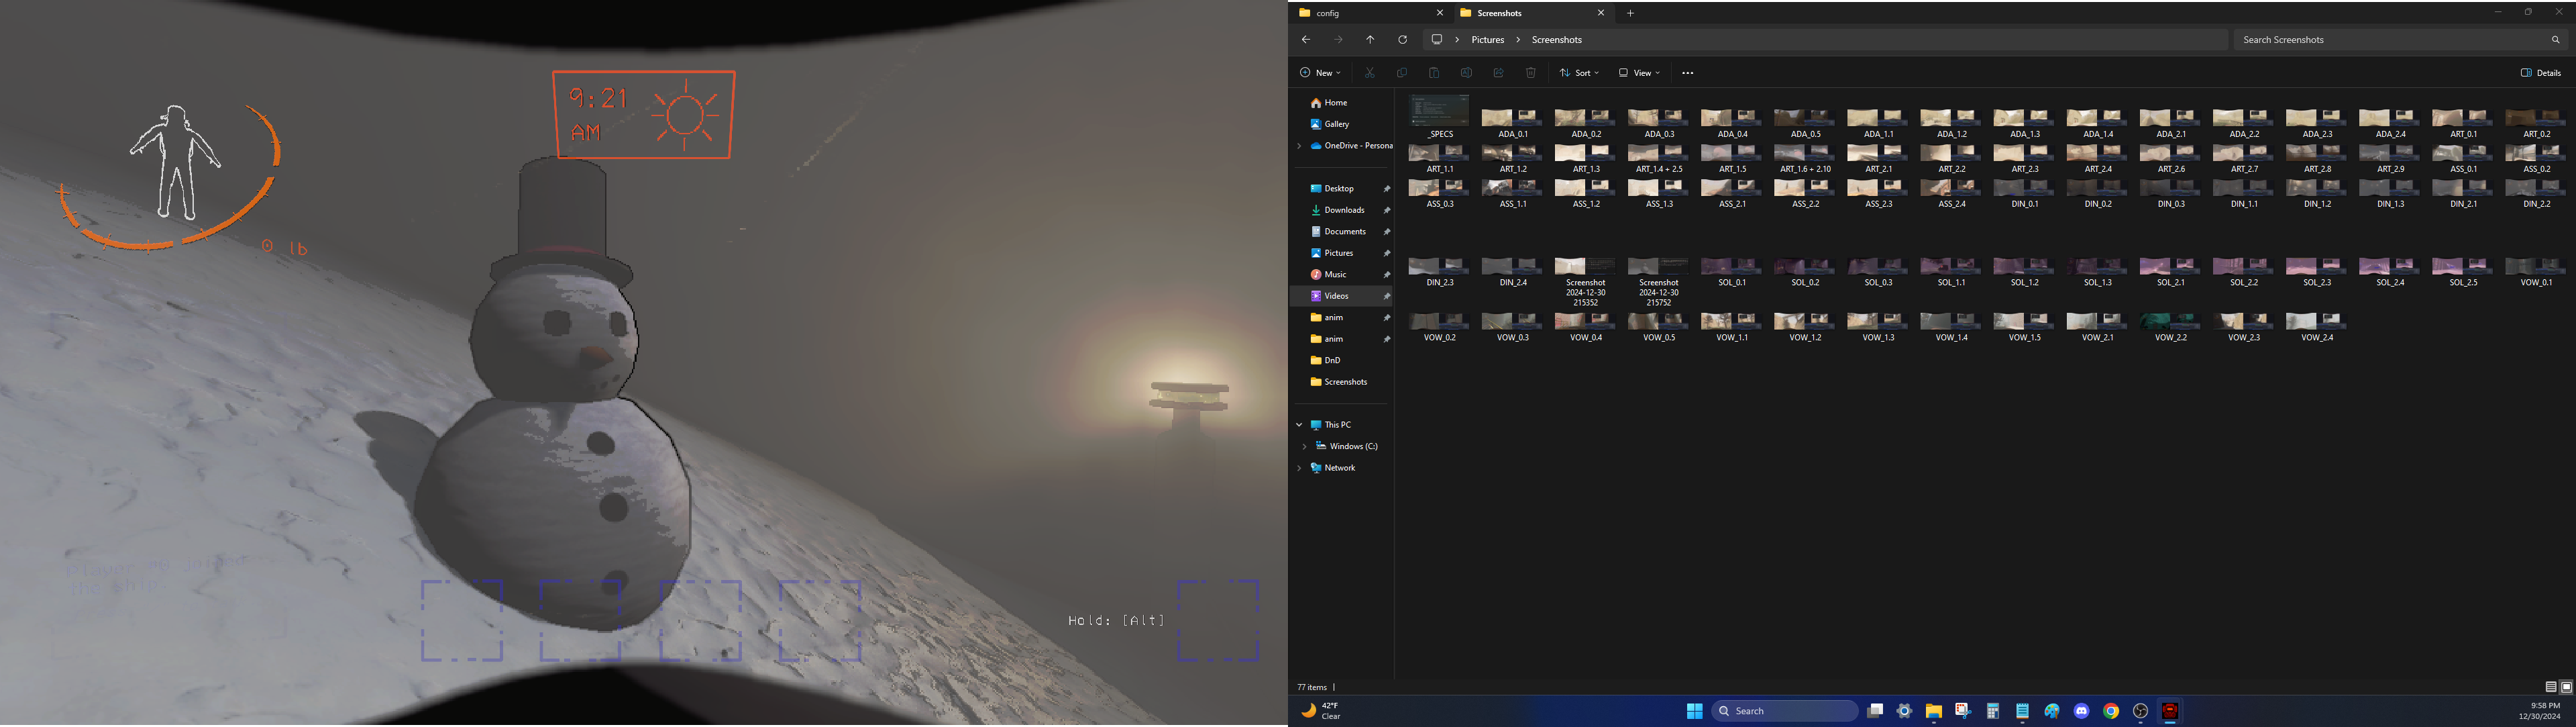 9:21
AM
0 lb
Player #0 joined
the ship.
Hold: [Alt]
config
Screenshots
Pictures
Screenshots
Search Screenshots
New
Sort
View
Details
Home
Gallery
OneDrive - Persona
Desktop
Downloads
Documents
Pictures
Music
Videos
anim
anim
DnD
Screenshots
This PC
Windows (C:)
Network
_SPECS ADA_0.1 ADA_0.2 ADA_0.3 ADA_0.4 ADA_0.5 ADA_1.1 ADA_1.2 ADA_1.3 ADA_1.4 ADA_2.1 ADA_2.2 ADA_2.3 ADA_2.4 ART_0.1 ART_0.2
ART_1.1 ART_1.2 ART_1.3 ART_1.4 + 2.5 ART_1.5 ART_1.6 + 2.10 ART_2.1 ART_2.2 ART_2.3 ART_2.4 ART_2.6 ART_2.7 ART_2.8 ART_2.9 ASS_0.1 ASS_0.2
ASS_0.3 ASS_1.1 ASS_1.2 ASS_1.3 ASS_2.1 ASS_2.2 ASS_2.3 ASS_2.4 DIN_0.1 DIN_0.2 DIN_0.3 DIN_1.1 DIN_1.2 DIN_1.3 DIN_2.1 DIN_2.2
DIN_2.3 DIN_2.4 Screenshot 2024-12-30 215352 Screenshot 2024-12-30 215752 SOL_0.1 SOL_0.2 SOL_0.3 SOL_1.1 SOL_1.2 SOL_1.3 SOL_2.1 SOL_2.2 SOL_2.3 SOL_2.4 SOL_2.5 VOW_0.1
VOW_0.2 VOW_0.3 VOW_0.4 VOW_0.5 VOW_1.1 VOW_1.2 VOW_1.3 VOW_1.4 VOW_1.5 VOW_2.1 VOW_2.2 VOW_2.3 VOW_2.4
77 items
42°F
Clear
Search
9:58 PM
12/30/2024